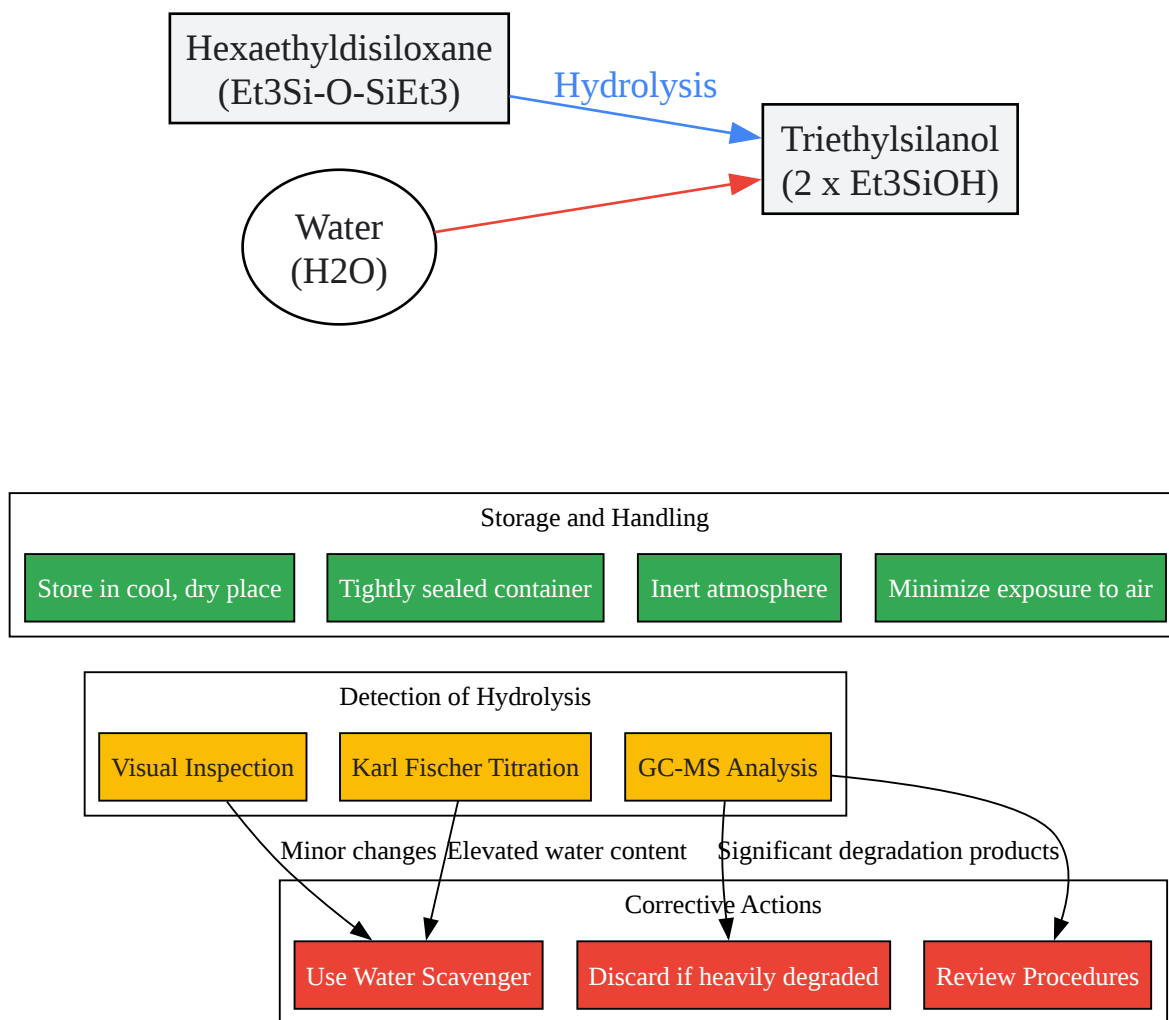 Hexaethyldisiloxane
(Et3Si-O-SiEt3)
Hydrolysis
Triethylsilanol
(2 x Et3SiOH)
Water
(H2O)
Storage and Handling
Store in cool, dry place
Tightly sealed container
Inert atmosphere
Minimize exposure to air
Detection of Hydrolysis
Visual Inspection
Karl Fischer Titration
GC-MS Analysis
Minor changes
Elevated water content
Significant degradation products
Corrective Actions
Use Water Scavenger
Discard if heavily degraded
Review Procedures